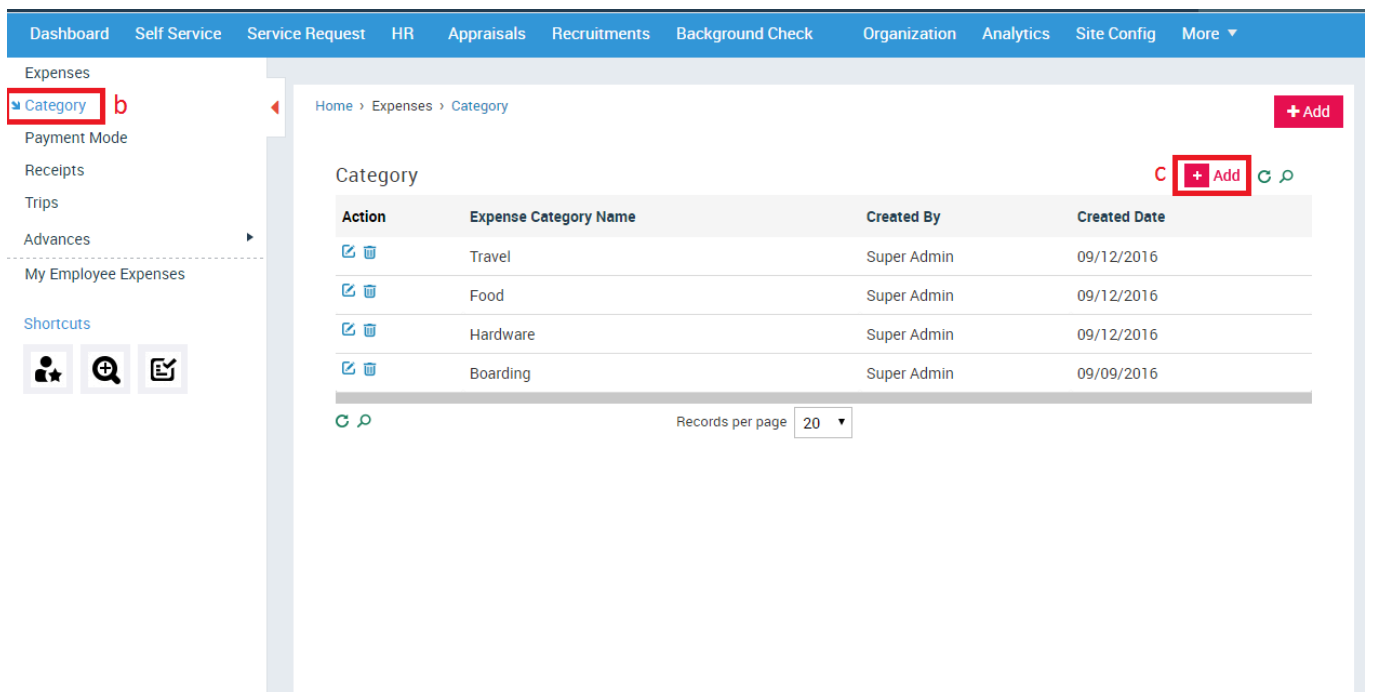 Dashboard Self Service Service Request HR Appraisals Recruitments Background Check Organization Analytics Site Config More
Expenses
Category b
Payment Mode
Receipts
Trips
Advances
My Employee Expenses
Shortcuts
Home › Expenses › Category
+ Add
Category
c + Add
Action Expense Category Name Created By Created Date
Travel Super Admin 09/12/2016
Food Super Admin 09/12/2016
Hardware Super Admin 09/12/2016
Boarding Super Admin 09/09/2016
Records per page 20